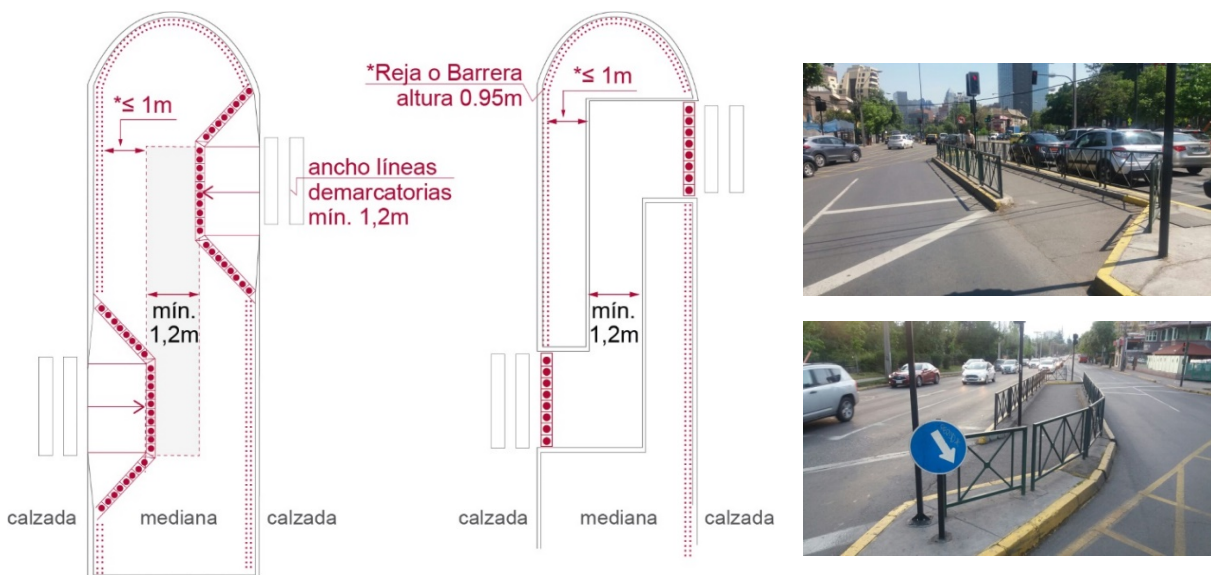 *≤ 1m
ancho líneas
demarcatorias
mín. 1,2m
mín.
1,2m
calzada
mediana
calzada
*Reja o Barrera
altura 0.95m
*≤ 1m
mín.
1,2m
calzada
mediana
calzada